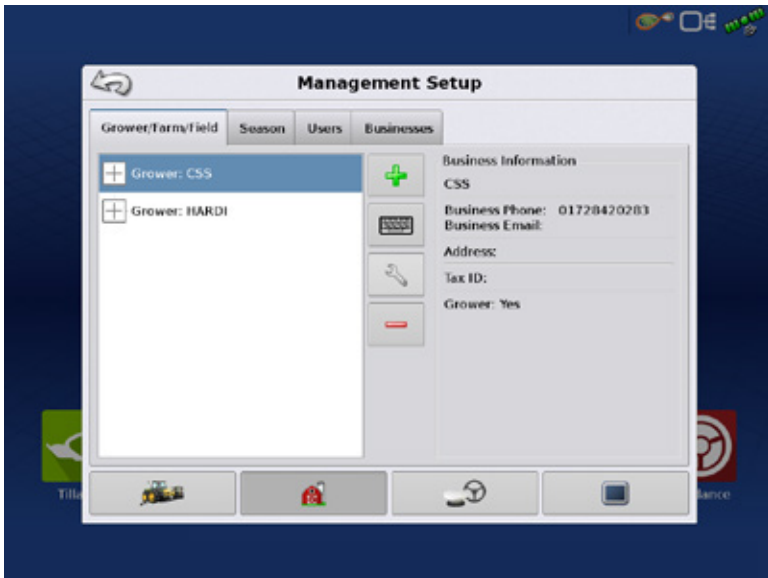 Management Setup
Grower/Farm/Field
Season
Users
Businesses
Grower: CSS
Grower: HARDI
Business Information
CSS
Business Phone: 01728420283
Business Email:
Address:
Tax ID:
Grower: Yes
Tilla
lance